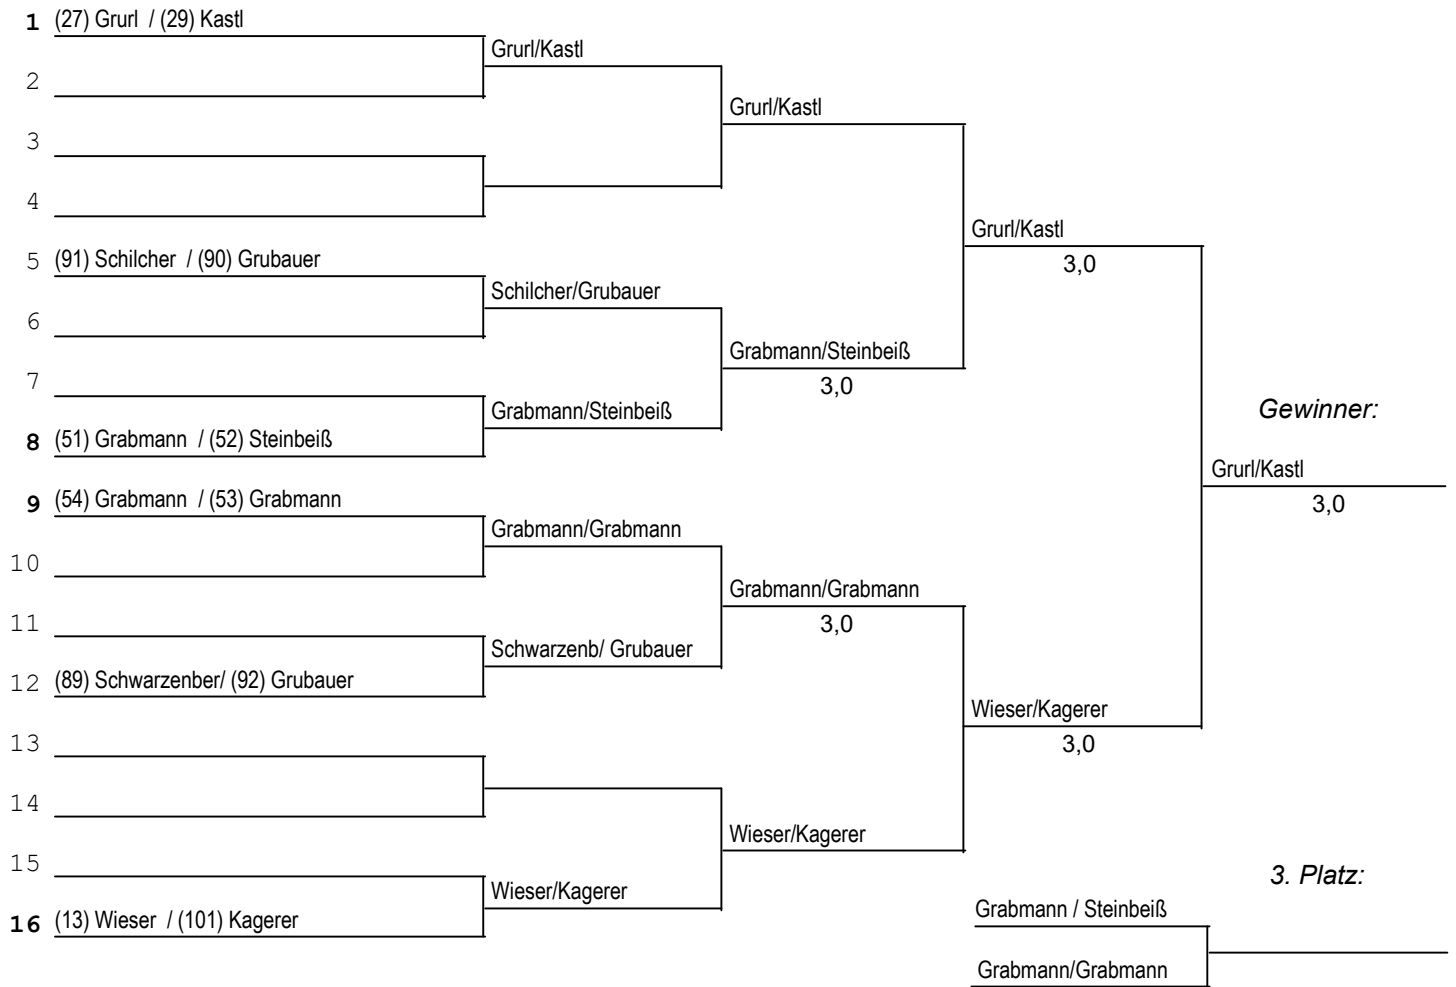 1 (27) Grurl / (29) Kastl
Grurl/Kastl
2
Grurl/Kastl
3
4
Grurl/Kastl
3,0
5 (91) Schilcher / (90) Grubauer
Schilcher/Grubauer
6
Grabmann/Steinbeiß
3,0
7
Grabmann/Steinbeiß
8 (51) Grabmann / (52) Steinbeiß
Gewinner:
Grurl/Kastl
3,0
9 (54) Grabmann / (53) Grabmann
Grabmann/Grabmann
10
Grabmann/Grabmann
3,0
11
Schwarzenb/ Grubauer
12 (89) Schwarzenber/ (92) Grubauer
Wieser/Kagerer
3,0
13
14
Wieser/Kagerer
15
Wieser/Kagerer
16 (13) Wieser / (101) Kagerer
3. Platz:
Grabmann / Steinbeiß
Grabmann/Grabmann